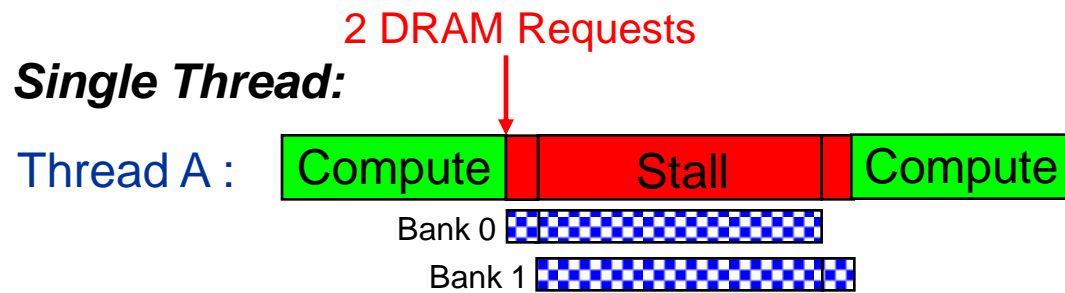 2 DRAM Requests
Single Thread:
Thread A : Compute Stall Compute
Bank 0
Bank 1